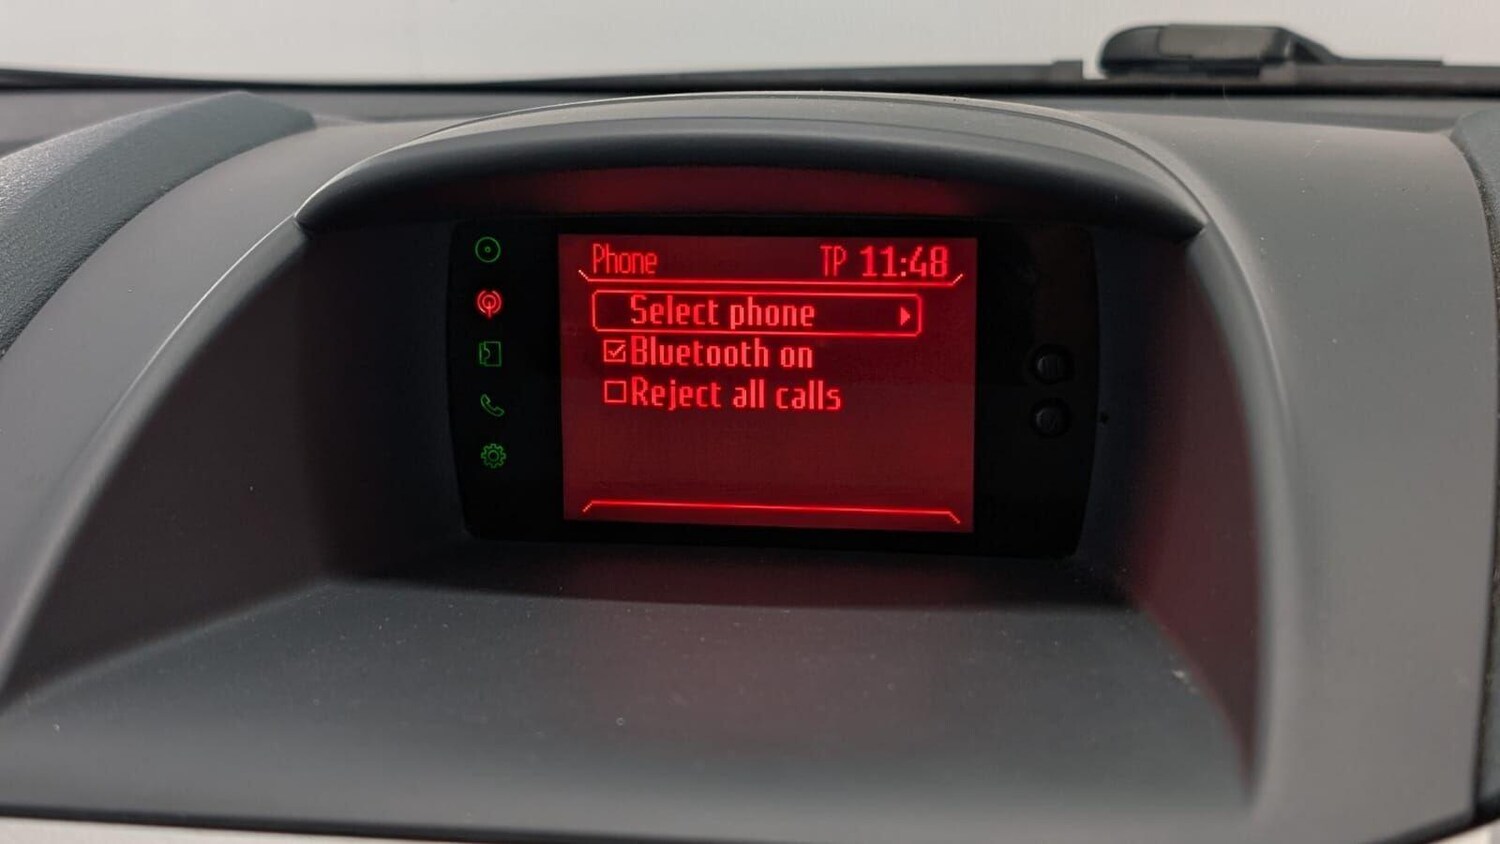 Phone TP 11:48
Select phone
Bluetooth on
Reject all calls